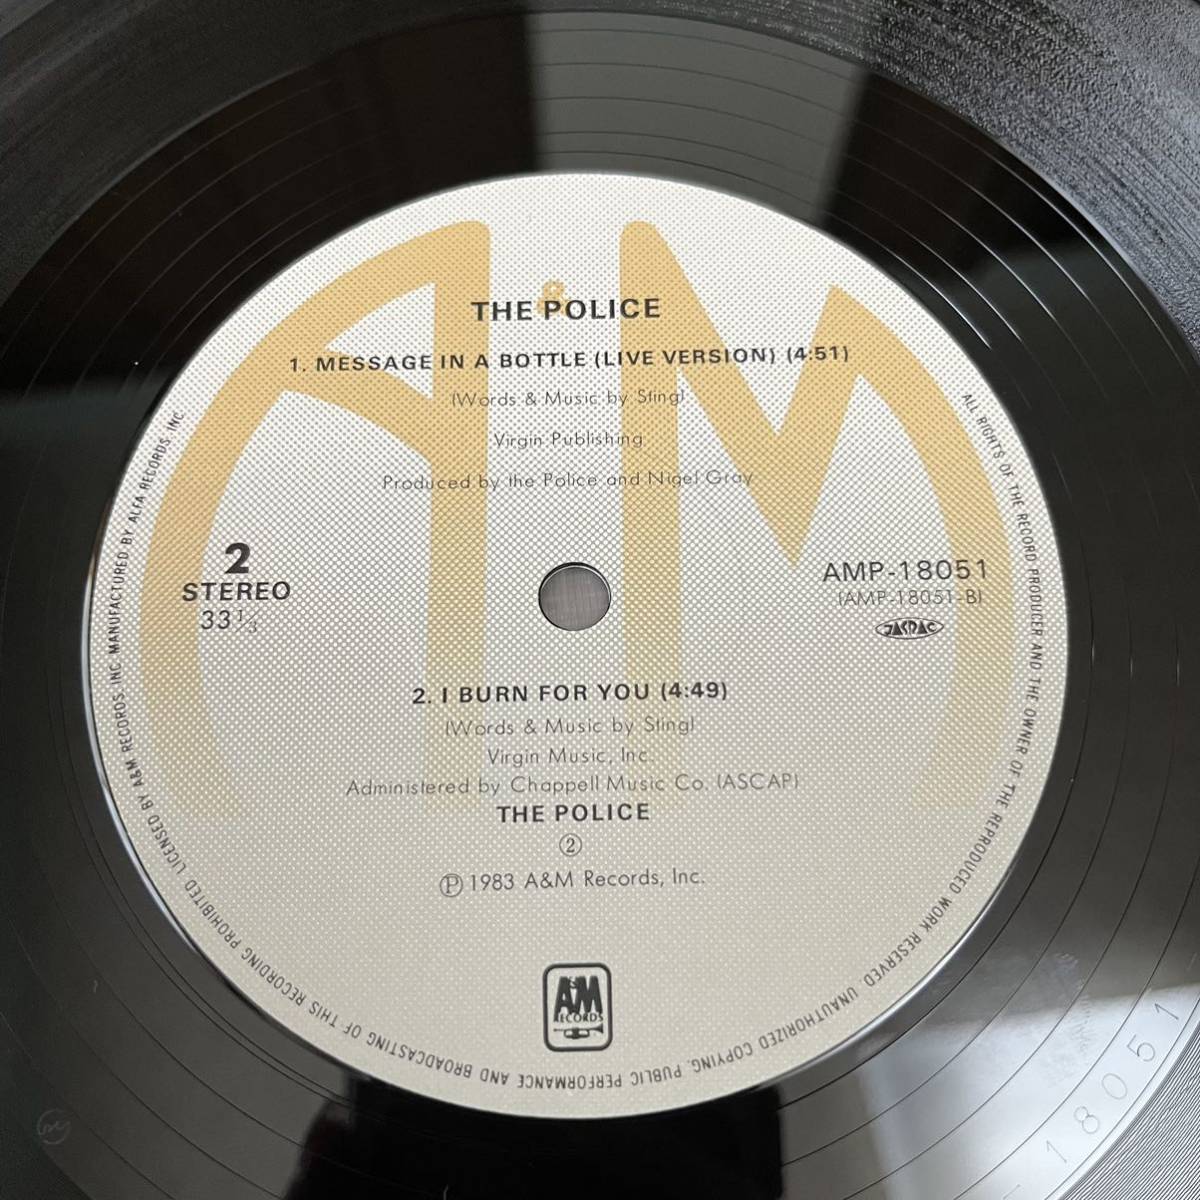 THE POLICE
1. MESSAGE IN A BOTTLE (LIVE VERSION) (4:51)
(Words & Music by Sting)
Virgin Publishing
Produced by the Police and Nigel Gray
2
STEREO
33 1/3
AMP-18051
(AMP-18051-B)
JASRAC
2. I BURN FOR YOU (4:49)
(Words & Music by Sting)
Virgin Music, Inc.
Administered by Chappell Music Co. (ASCAP)
THE POLICE
②
Ⓟ 1983 A&M Records, Inc.
A&M
RECORDS
ALL RIGHTS OF THE RECORD PRODUCER AND THE OWNER OF THE REPRODUCED WORK RESERVED. UNAUTHORIZED COPYING. PUBLIC PERFORMANCE AND BROADCASTING OF THIS RECORDING PROHIBITED LICENSED BY A&M RECORDS. INC MANUFACTURED BY ALFA RECORDS. INC
18051